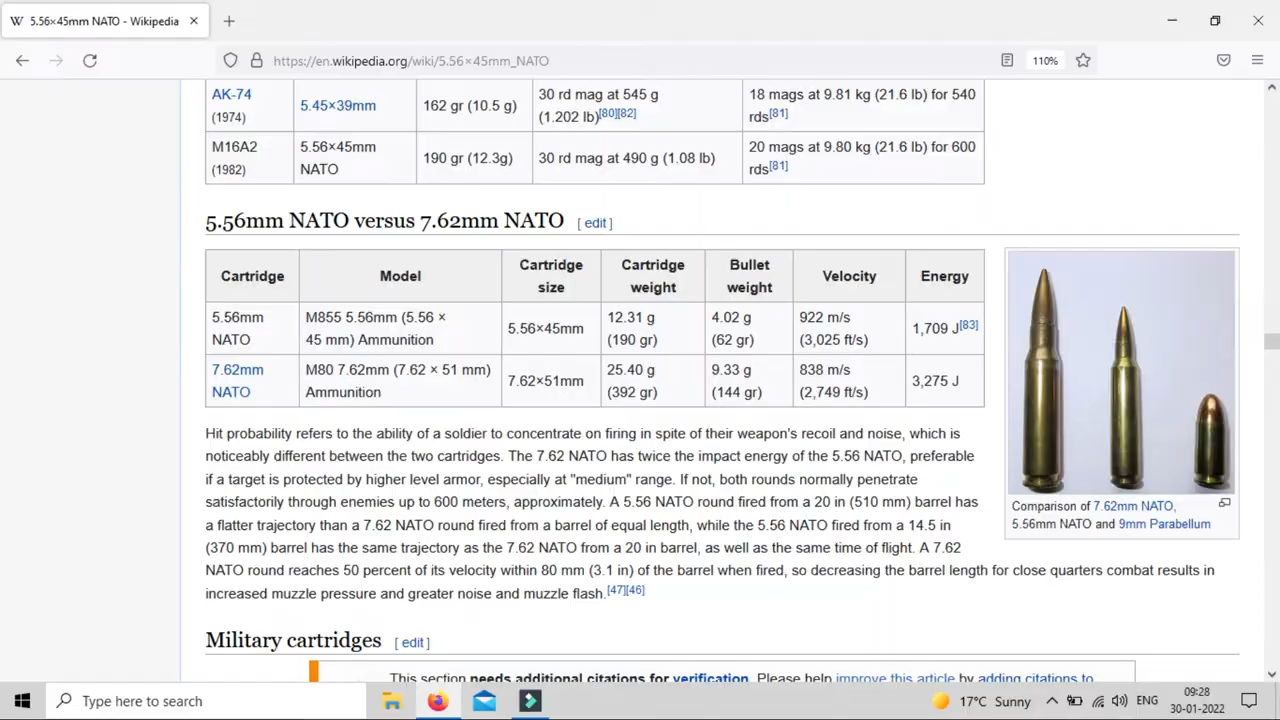 W 5.56×45mm NATO - Wikipedia
https://en.wikipedia.org/wiki/5.56×45mm_NATO
110%
AK-74
(1974)
5.45×39mm
162 gr (10.5 g)
30 rd mag at 545 g
(1.202 lb)[80][82]
18 mags at 9.81 kg (21.6 lb) for 540
rds[81]
M16A2
(1982)
5.56×45mm
NATO
190 gr (12.3g)
30 rd mag at 490 g (1.08 lb)
20 mags at 9.80 kg (21.6 lb) for 600
rds[81]
5.56mm NATO versus 7.62mm NATO [ edit ]
Cartridge
Model
Cartridge
size
Cartridge
weight
Bullet
weight
Velocity
Energy
5.56mm
NATO
M855 5.56mm (5.56 ×
45 mm) Ammunition
5.56×45mm
12.31 g
(190 gr)
4.02 g
(62 gr)
922 m/s
(3,025 ft/s)
1,709 J[83]
7.62mm
NATO
M80 7.62mm (7.62 × 51 mm)
Ammunition
7.62×51mm
25.40 g
(392 gr)
9.33 g
(144 gr)
838 m/s
(2,749 ft/s)
3,275 J
Comparison of 7.62mm NATO,
5.56mm NATO and 9mm Parabellum
Hit probability refers to the ability of a soldier to concentrate on firing in spite of their weapon's recoil and noise, which is
noticeably different between the two cartridges. The 7.62 NATO has twice the impact energy of the 5.56 NATO, preferable
if a target is protected by higher level armor, especially at "medium" range. If not, both rounds normally penetrate
satisfactorily through enemies up to 600 meters, approximately. A 5.56 NATO round fired from a 20 in (510 mm) barrel has
a flatter trajectory than a 7.62 NATO round fired from a barrel of equal length, while the 5.56 NATO fired from a 14.5 in
(370 mm) barrel has the same trajectory as the 7.62 NATO from a 20 in barrel, as well as the same time of flight. A 7.62
NATO round reaches 50 percent of its velocity within 80 mm (3.1 in) of the barrel when fired, so decreasing the barrel length for close quarters combat results in
increased muzzle pressure and greater noise and muzzle flash.[47][46]
Military cartridges [ edit ]
This section needs additional citations for verification. Please help improve this article by adding citations to
Type here to search
17°C Sunny
ENG
09:28
30-01-2022